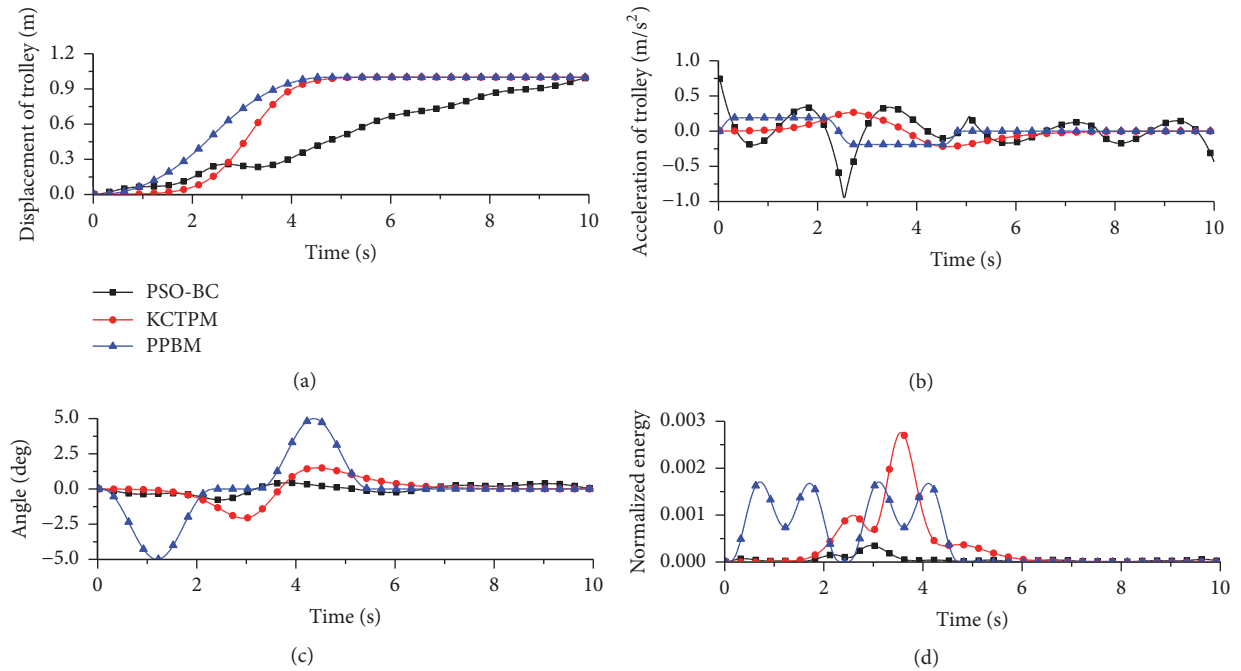 Displacement of trolley (m)
1.2
0.9
0.6
0.3
0.0
0 2 4 6 8 10
Time (s)
PSO-BC
KCTPM
PPBM
(a)
Acceleration of trolley (m/s²)
1.0
0.5
0.0
−0.5
−1.0
0 2 4 6 8 10
Time (s)
(b)
Angle (deg)
5.0
2.5
0.0
−2.5
−5.0
0 2 4 6 8 10
Time (s)
(c)
Normalized energy
0.003
0.002
0.001
0.000
0 2 4 6 8 10
Time (s)
(d)